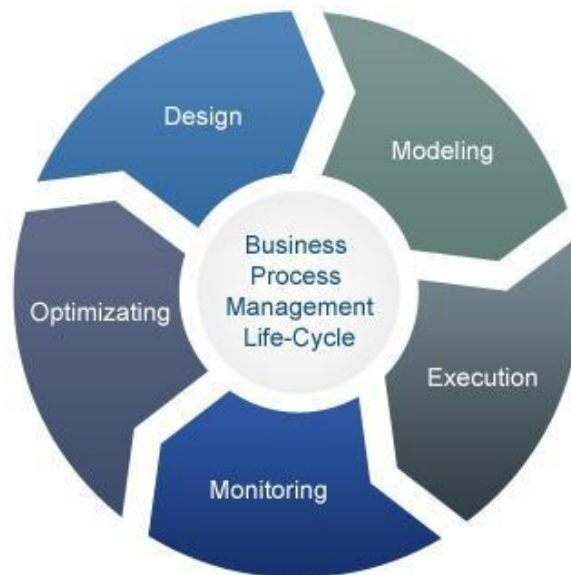 Design
Modeling
Business
Process
Management
Life-Cycle
Optimizating
Execution
Monitoring